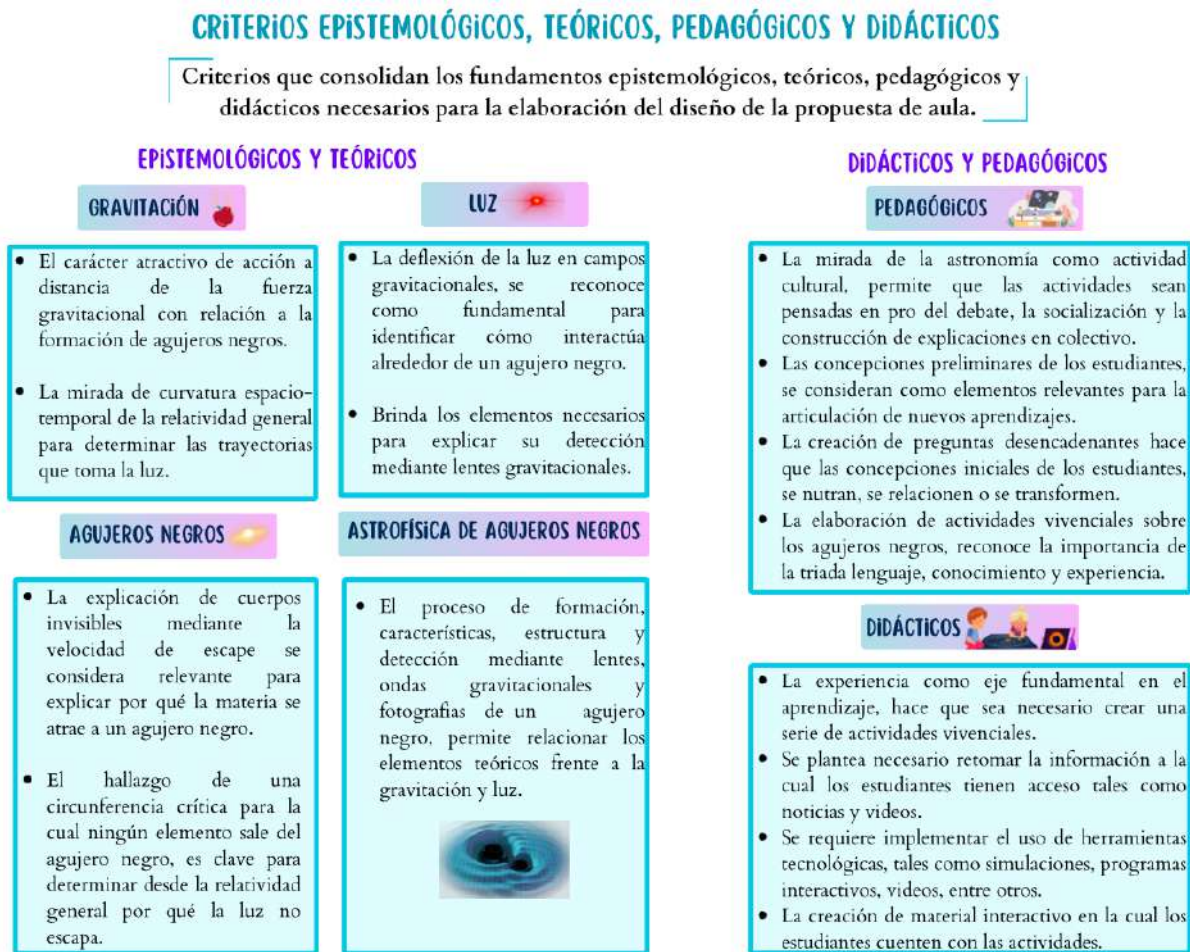 CRITERIOS EPISTEMOLÓGICOS, TEÓRICOS, PEDAGÓGICOS Y DIDÁCTICOS
Criterios que consolidan los fundamentos epistemológicos, teóricos, pedagógicos y
didácticos necesarios para la elaboración del diseño de la propuesta de aula.
EPISTEMOLÓGICOS Y TEÓRICOS
GRAVITACIÓN
• El carácter atractivo de acción a
distancia de la fuerza
gravitacional con relación a la
formación de agujeros negros.
• La mirada de curvatura espacio-
temporal de la relatividad general
para determinar las trayectorias
que toma la luz.
LUZ
• La deflexión de la luz en campos
gravitacionales, se reconoce
como fundamental para
identificar cómo interactúa
alrededor de un agujero negro.
• Brinda los elementos necesarios
para explicar su detección
mediante lentes gravitacionales.
AGUJEROS NEGROS
• La explicación de cuerpos
invisibles mediante la
velocidad de escape se
considera relevante para
explicar por qué la materia se
atrae a un agujero negro.
• El hallazgo de una
circunferencia crítica para la
cual ningún elemento sale del
agujero negro, es clave para
determinar desde la relatividad
general por qué la luz no
escapa.
ASTROFÍSICA DE AGUJEROS NEGROS
• El proceso de formación,
características, estructura y
detección mediante lentes,
ondas gravitacionales y
fotografías de un agujero
negro, permite relacionar los
elementos teóricos frente a la
gravitación y luz.
DIDÁCTICOS Y PEDAGÓGICOS
PEDAGÓGICOS
• La mirada de la astronomía como actividad
cultural, permite que las actividades sean
pensadas en pro del debate, la socialización y la
construcción de explicaciones en colectivo.
• Las concepciones preliminares de los estudiantes,
se consideran como elementos relevantes para la
articulación de nuevos aprendizajes.
• La creación de preguntas desencadenantes hace
que las concepciones iniciales de los estudiantes,
se nutran, se relacionen o se transformen.
• La elaboración de actividades vivenciales sobre
los agujeros negros, reconoce la importancia de
la triada lenguaje, conocimiento y experiencia.
DIDÁCTICOS
• La experiencia como eje fundamental en el
aprendizaje, hace que sea necesario crear una
serie de actividades vivenciales.
• Se plantea necesario retomar la información a la
cual los estudiantes tienen acceso tales como
noticias y videos.
• Se requiere implementar el uso de herramientas
tecnológicas, tales como simulaciones, programas
interactivos, videos, entre otros.
• La creación de material interactivo en la cual los
estudiantes cuenten con las actividades.